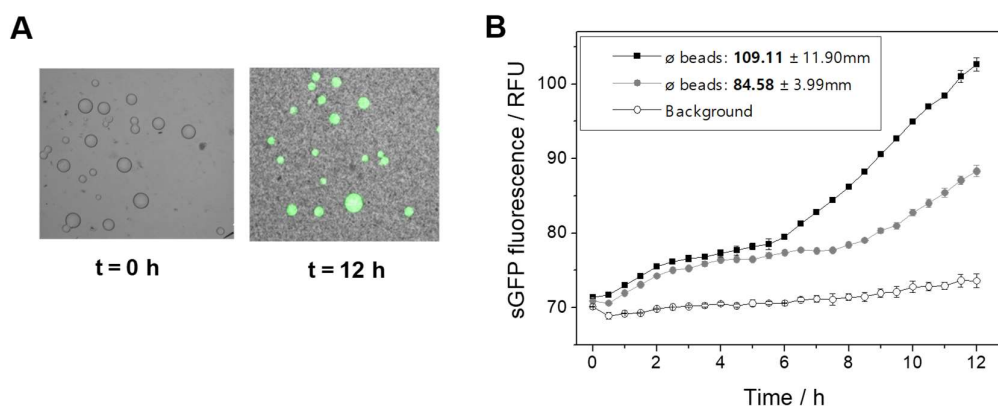 A
t = 0 h
t = 12 h
B
ø beads: 109.11 ± 11.90mm
ø beads: 84.58 ± 3.99mm
Background
sGFP fluorescence / RFU
100
90
80
70
0 2 4 6 8 10 12
Time / h